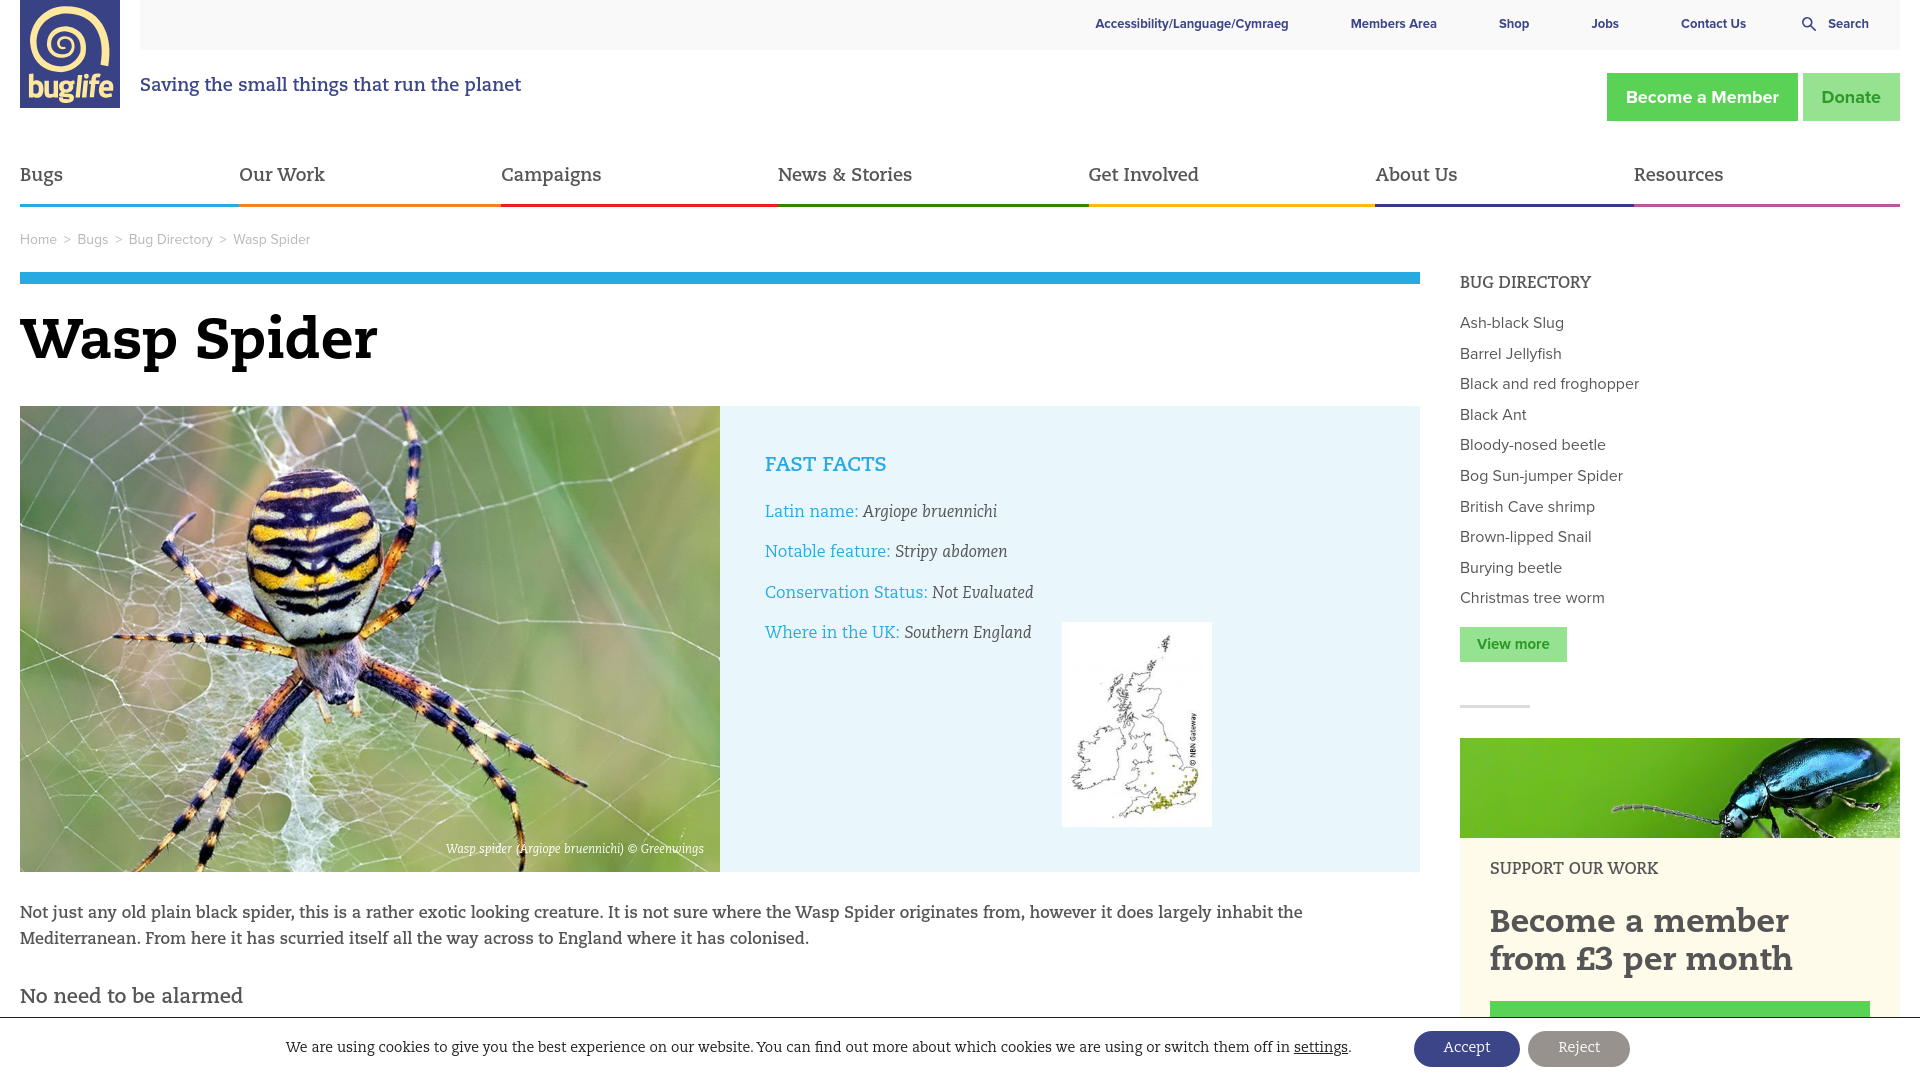 Accessibility/Language/Cymraeg
Members Area
Shop
Jobs
Contact Us
Search
buglife
Saving the small things that run the planet
Become a Member
Donate
Bugs
Our Work
Campaigns
News & Stories
Get Involved
About Us
Resources
Home > Bugs > Bug Directory > Wasp Spider
Wasp Spider
Wasp spider (Argiope bruennichi) © Greenwings
FAST FACTS
Latin name: Argiope bruennichi
Notable feature: Stripy abdomen
Conservation Status: Not Evaluated
Where in the UK: Southern England
© NBN Gateway
Not just any old plain black spider, this is a rather exotic looking creature. It is not sure where the Wasp Spider originates from, however it does largely inhabit the
Mediterranean. From here it has scurried itself all the way across to England where it has colonised.
No need to be alarmed
BUG DIRECTORY
Ash-black Slug
Barrel Jellyfish
Black and red froghopper
Black Ant
Bloody-nosed beetle
Bog Sun-jumper Spider
British Cave shrimp
Brown-lipped Snail
Burying beetle
Christmas tree worm
View more
SUPPORT OUR WORK
Become a member
from £3 per month
We are using cookies to give you the best experience on our website. You can find out more about which cookies we are using or switch them off in settings.
Accept
Reject